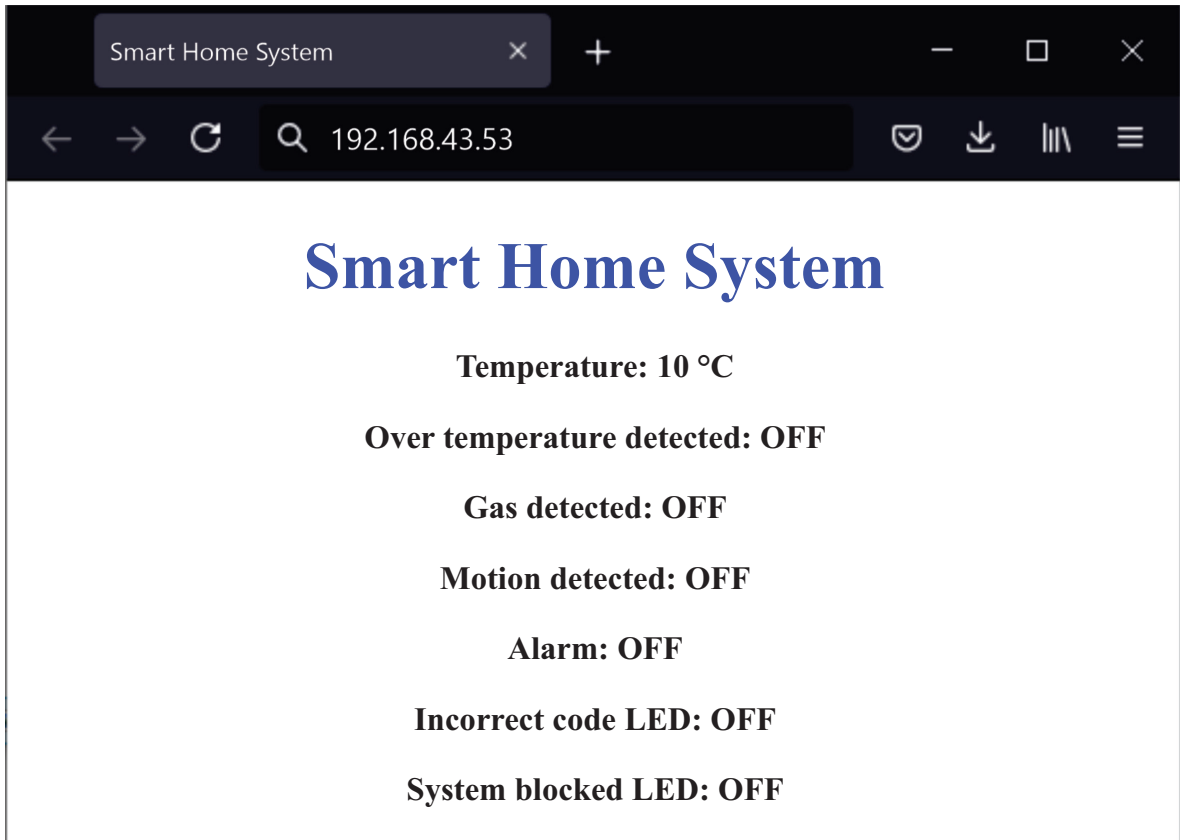 Smart Home System
192.168.43.53
Smart Home System
Temperature: 10 °C
Over temperature detected: OFF
Gas detected: OFF
Motion detected: OFF
Alarm: OFF
Incorrect code LED: OFF
System blocked LED: OFF